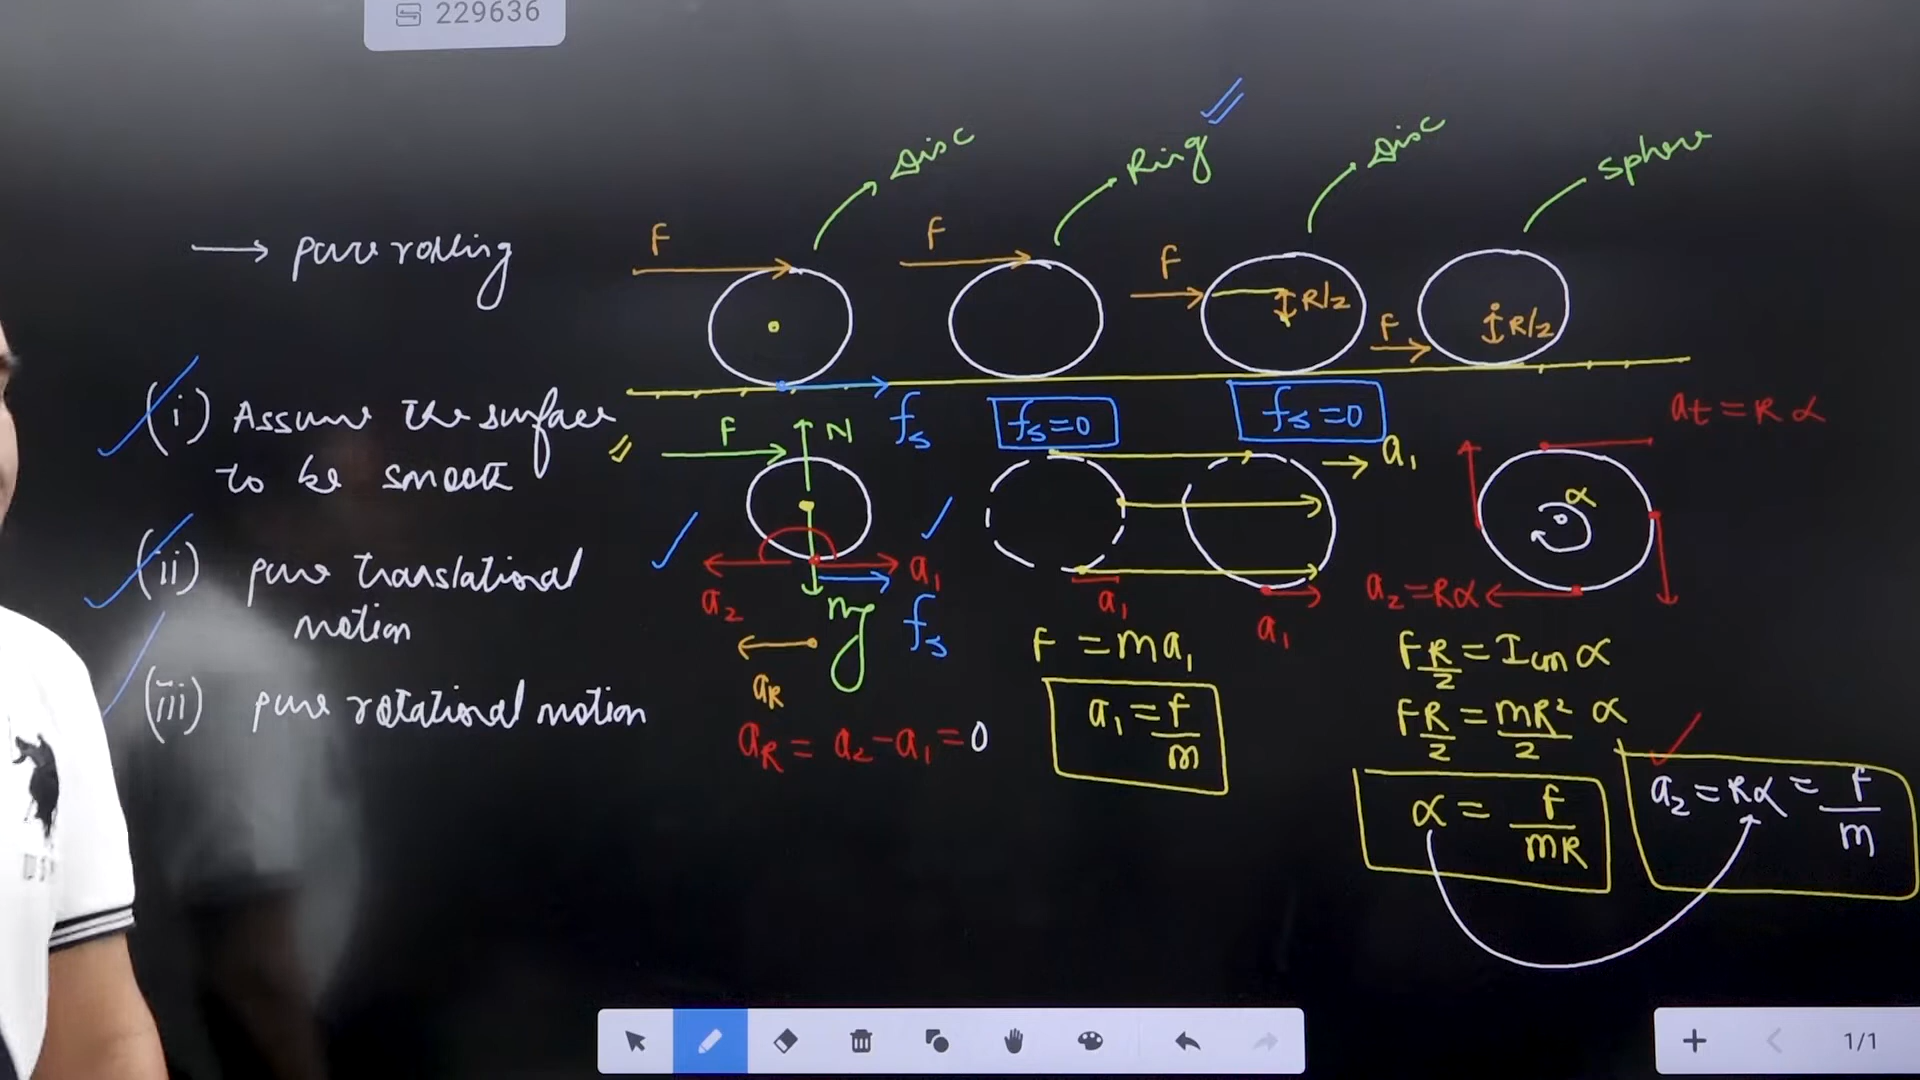 229636
Disc
Ring
Disc
Sphere
→ pure rolling
F
F
F
R/2
F
R/2
(i) Assume the surface
to be smooth
(ii) pure translational
motion
(iii) pure rotational motion
fs
fs=0
fs=0
at = Rα
F
N
a1
α
a2
a1
mg
fs
a1
a1
a2=Rα
aR
aR = a2-a1=0
F = ma1
a1 = F/m
FR/2 = Icm α
FR/2 = mR²/2 α
α = F/mR
a2 = Rα = F/m
1/1